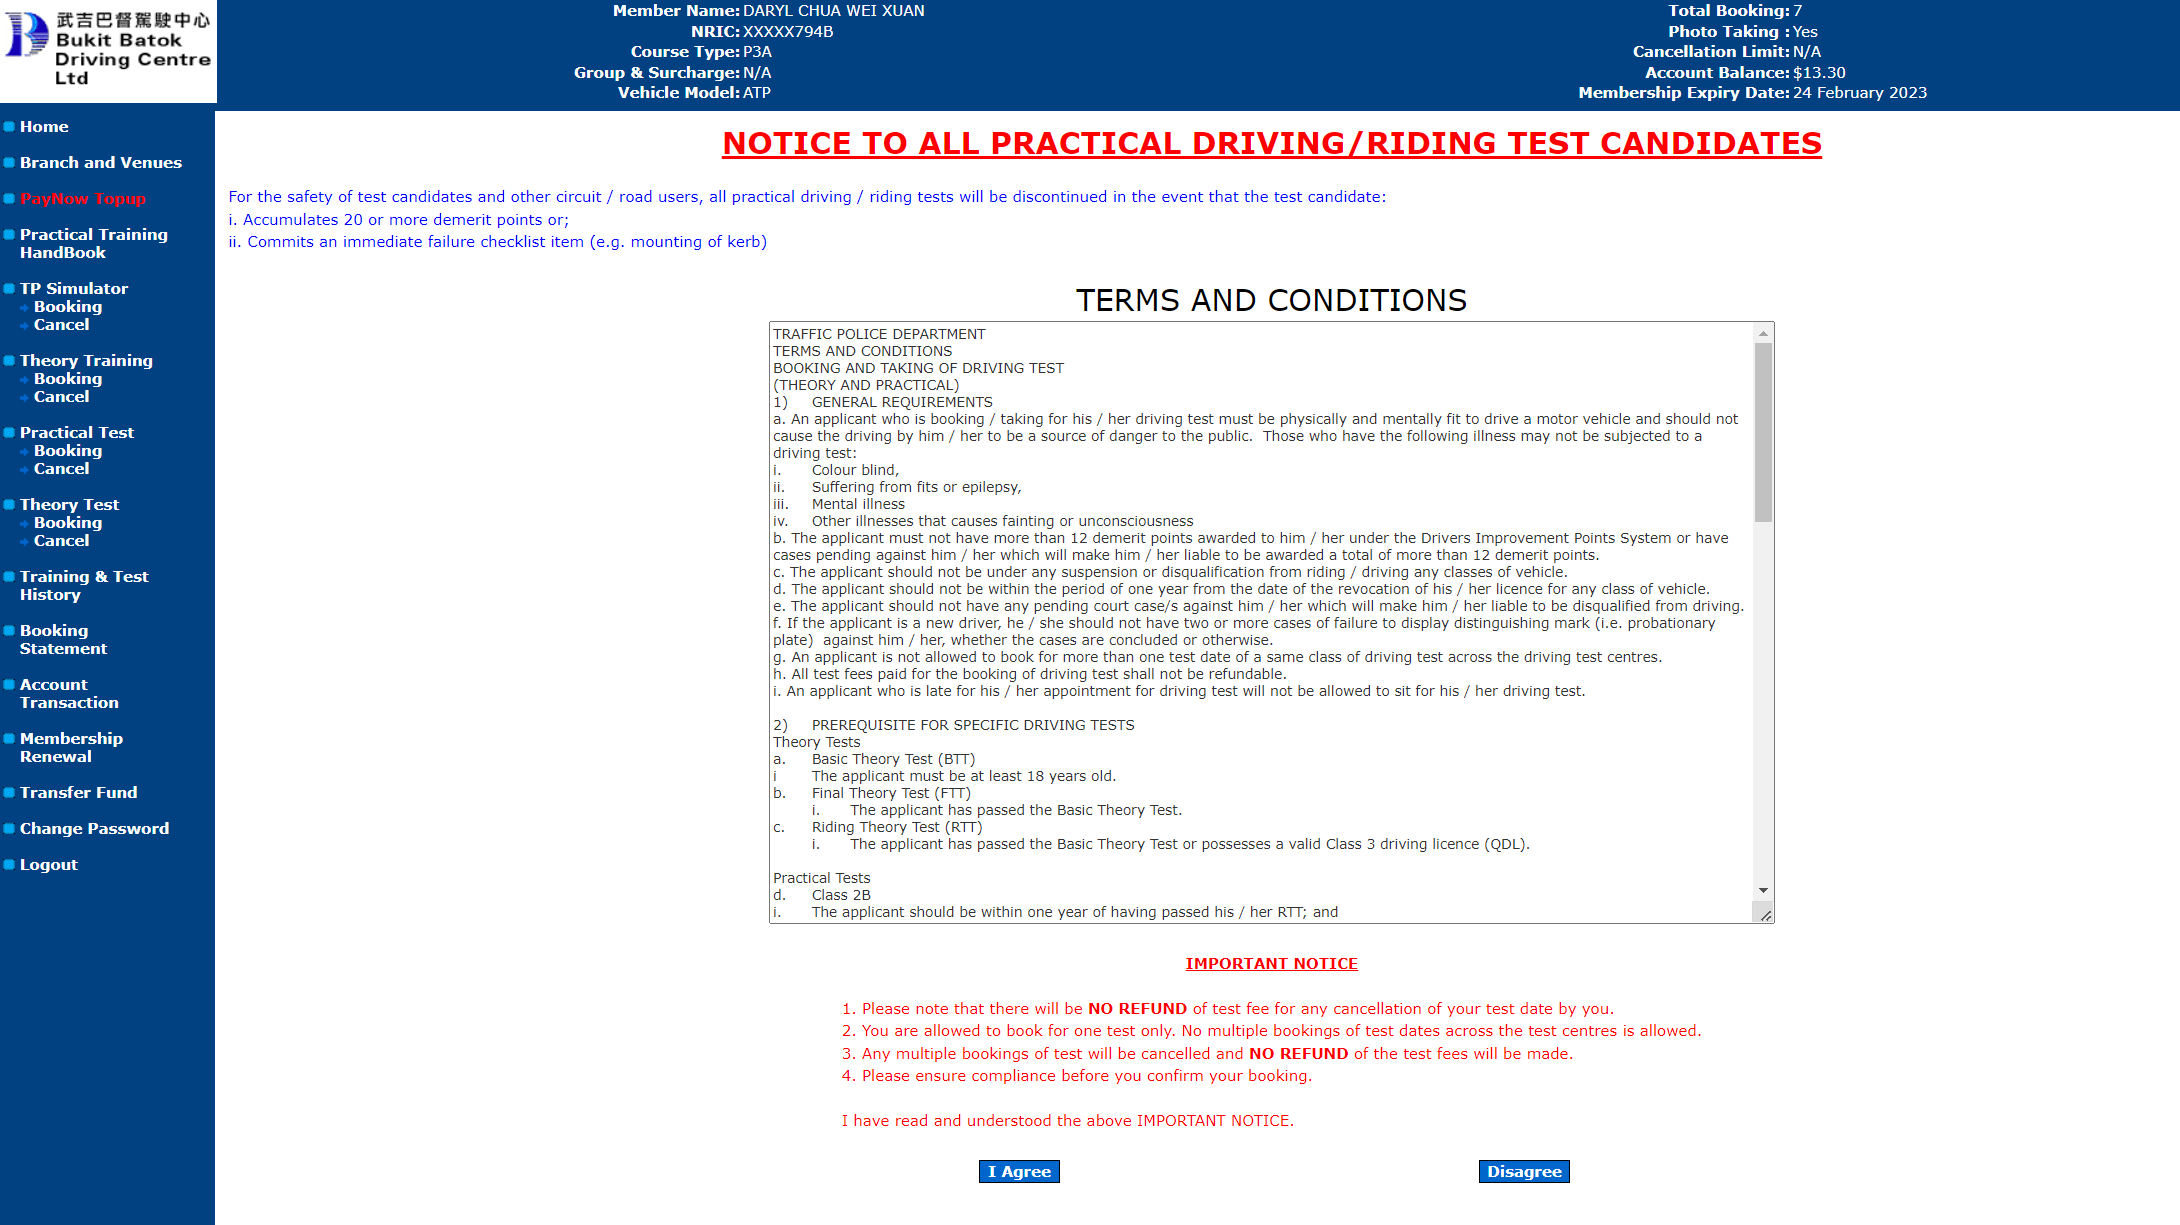 武吉巴督駕駛中心
Bukit Batok
Driving Centre
Ltd
Member Name: DARYL CHUA WEI XUAN
NRIC: XXXXX794B
Course Type: P3A
Group & Surcharge: N/A
Vehicle Model: ATP
Total Booking: 7
Photo Taking : Yes
Cancellation Limit: N/A
Account Balance: $13.30
Membership Expiry Date: 24 February 2023
Home
Branch and Venues
PayNow Topup
Practical Training
HandBook
TP Simulator
Booking
Cancel
Theory Training
Booking
Cancel
Practical Test
Booking
Cancel
Theory Test
Booking
Cancel
Training & Test
History
Booking
Statement
Account
Transaction
Membership
Renewal
Transfer Fund
Change Password
Logout
NOTICE TO ALL PRACTICAL DRIVING/RIDING TEST CANDIDATES
For the safety of test candidates and other circuit / road users, all practical driving / riding tests will be discontinued in the event that the test candidate:
i. Accumulates 20 or more demerit points or;
ii. Commits an immediate failure checklist item (e.g. mounting of kerb)
TERMS AND CONDITIONS
TRAFFIC POLICE DEPARTMENT
TERMS AND CONDITIONS
BOOKING AND TAKING OF DRIVING TEST
(THEORY AND PRACTICAL)
1) GENERAL REQUIREMENTS
a. An applicant who is booking / taking for his / her driving test must be physically and mentally fit to drive a motor vehicle and should not
cause the driving by him / her to be a source of danger to the public. Those who have the following illness may not be subjected to a
driving test:
i. Colour blind,
ii. Suffering from fits or epilepsy,
iii. Mental illness
iv. Other illnesses that causes fainting or unconsciousness
b. The applicant must not have more than 12 demerit points awarded to him / her under the Drivers Improvement Points System or have
cases pending against him / her which will make him / her liable to be awarded a total of more than 12 demerit points.
c. The applicant should not be under any suspension or disqualification from riding / driving any classes of vehicle.
d. The applicant should not be within the period of one year from the date of the revocation of his / her licence for any class of vehicle.
e. The applicant should not have any pending court case/s against him / her which will make him / her liable to be disqualified from driving.
f. If the applicant is a new driver, he / she should not have two or more cases of failure to display distinguishing mark (i.e. probationary
plate) against him / her, whether the cases are concluded or otherwise.
g. An applicant is not allowed to book for more than one test date of a same class of driving test across the driving test centres.
h. All test fees paid for the booking of driving test shall not be refundable.
i. An applicant who is late for his / her appointment for driving test will not be allowed to sit for his / her driving test.
2) PREREQUISITE FOR SPECIFIC DRIVING TESTS
Theory Tests
a. Basic Theory Test (BTT)
i The applicant must be at least 18 years old.
b. Final Theory Test (FTT)
i. The applicant has passed the Basic Theory Test.
c. Riding Theory Test (RTT)
i. The applicant has passed the Basic Theory Test or possesses a valid Class 3 driving licence (QDL).
Practical Tests
d. Class 2B
i. The applicant should be within one year of having passed his / her RTT; and
IMPORTANT NOTICE
1. Please note that there will be NO REFUND of test fee for any cancellation of your test date by you.
2. You are allowed to book for one test only. No multiple bookings of test dates across the test centres is allowed.
3. Any multiple bookings of test will be cancelled and NO REFUND of the test fees will be made.
4. Please ensure compliance before you confirm your booking.
I have read and understood the above IMPORTANT NOTICE.
I Agree
Disagree